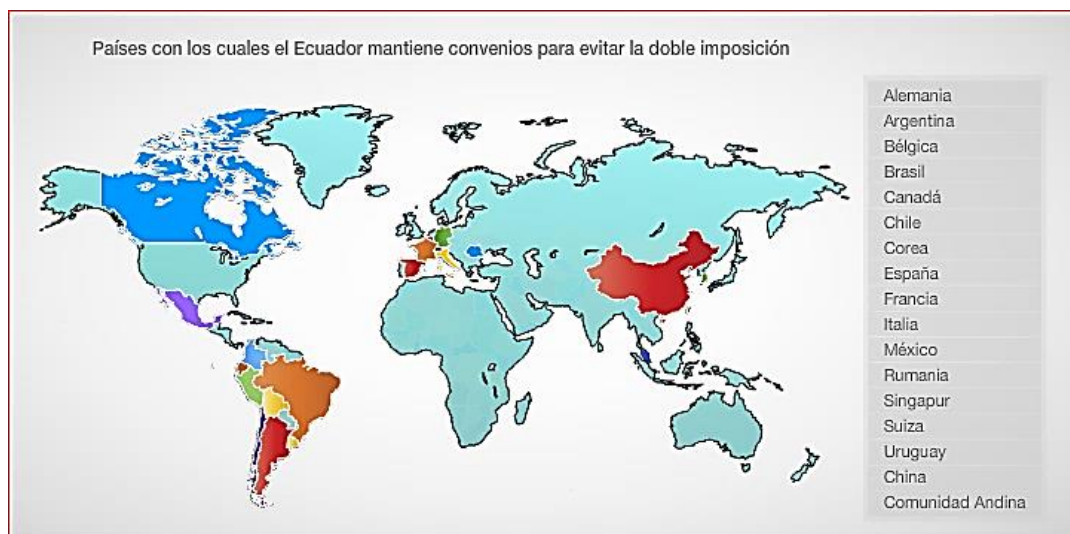 Países con los cuales el Ecuador mantiene convenios para evitar la doble imposición
Alemania
Argentina
Bélgica
Brasil
Canadá
Chile
Corea
España
Francia
Italia
México
Rumania
Singapur
Suiza
Uruguay
China
Comunidad Andina